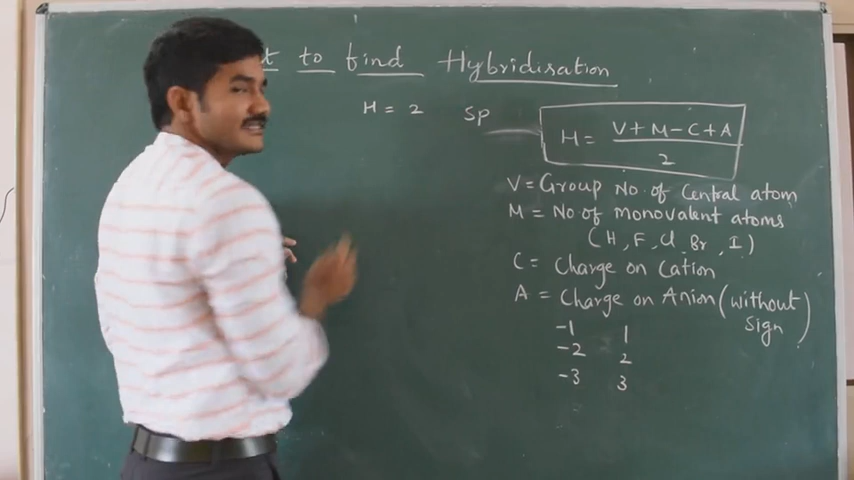 to find Hybridisation
H = 2 sp
H = V + M - C + A / 2
V = Group No. of Central atom
M = No of monovalent atoms
(H, F, Cl Br, I)
C = Charge on Cation
A = Charge on Anion (without sign)
-1 1
-2 2
-3 3